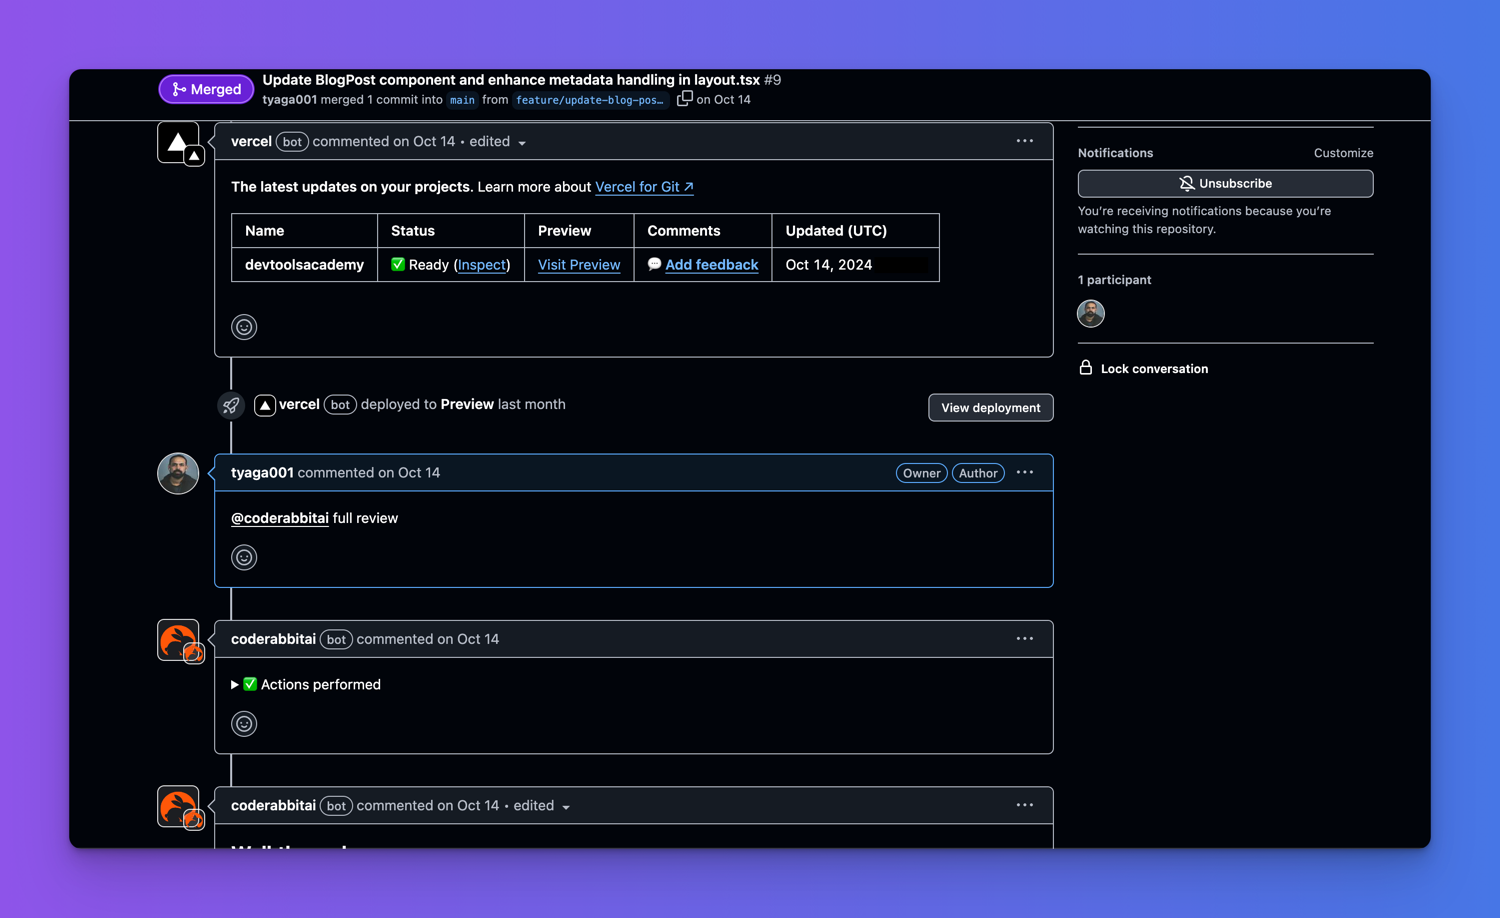 Merged
Update BlogPost component and enhance metadata handling in layout.tsx #9
tyaga001 merged 1 commit into main from feature/update-blog-pos… on Oct 14
vercel bot commented on Oct 14 • edited
The latest updates on your projects. Learn more about Vercel for Git ↗
Name Status Preview Comments Updated (UTC)
devtoolsacademy ✅ Ready (Inspect) Visit Preview 💬 Add feedback Oct 14, 2024
vercel bot deployed to Preview last month
View deployment
tyaga001 commented on Oct 14
Owner Author
@coderabbitai full review
coderabbitai bot commented on Oct 14
✅ Actions performed
coderabbitai bot commented on Oct 14 • edited
Notifications
Customize
Unsubscribe
You’re receiving notifications because you’re
watching this repository.
1 participant
Lock conversation